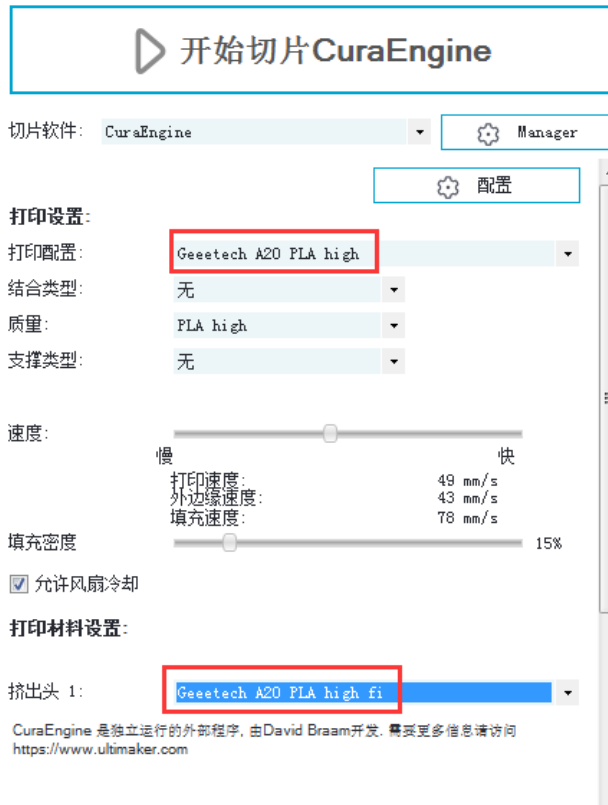 开始切片CuraEngine
切片软件: CuraEngine Manager
配置
打印设置:
打印配置: Geeetech A20 PLA high
结合类型: 无
质量: PLA high
支撑类型: 无
速度:
慢 快
打印速度: 49 mm/s
外边缘速度: 43 mm/s
填充速度: 78 mm/s
填充密度 15%
允许风扇冷却
打印材料设置:
挤出头 1: Geeetech A20 PLA high fi
CuraEngine 是独立运行的外部程序, 由David Braam开发. 需要更多信息请访问
https://www.ultimaker.com